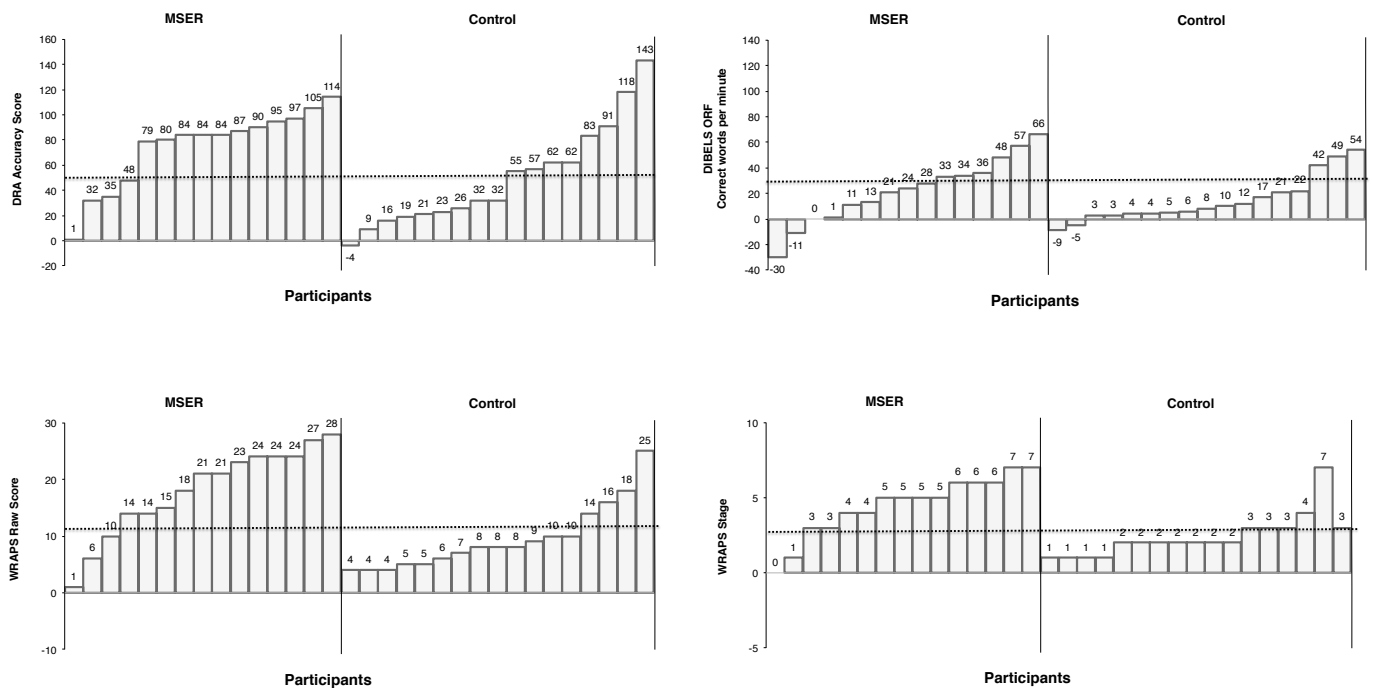 MSER Control
DRA Accuracy Score
160
140
120
100
80
60
40
20
0
-20
1 32 35 48 79 80 84 84 84 87 90 95 97 105 114 -4 9 16 19 21 23 26 32 32 55 57 62 62 83 91 118 143
Participants
MSER Control
DIBELS ORF
Correct words per minute
140
120
100
80
60
40
20
0
-20
-40
-30 -11 0 1 11 13 21 24 28 33 34 36 48 57 66 -9 -5 3 3 4 4 5 6 8 10 12 17 21 22 42 49 54
Participants
MSER Control
WRAPS Raw Score
30
20
10
0
-10
1 6 10 14 14 15 18 21 21 23 24 24 24 27 28 4 4 4 5 5 6 7 8 8 8 9 10 10 14 16 18 25
Participants
MSER Control
WRAPS Stage
10
5
0
-5
0 1 3 3 4 4 5 5 5 5 6 6 6 7 7 1 1 1 1 2 2 2 2 2 2 2 3 3 3 4 7 3
Participants